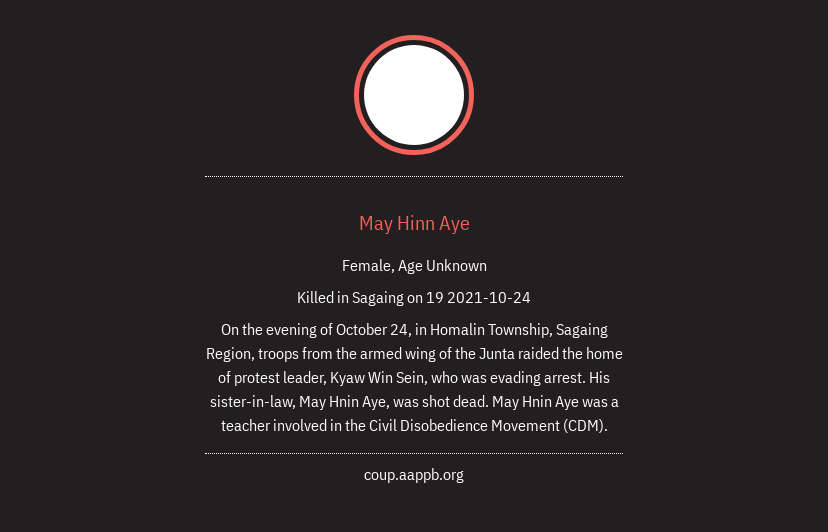 May Hinn Aye
Female, Age Unknown
Killed in Sagaing on 19 2021-10-24
On the evening of October 24, in Homalin Township, Sagaing
Region, troops from the armed wing of the Junta raided the home
of protest leader, Kyaw Win Sein, who was evading arrest. His
sister-in-law, May Hnin Aye, was shot dead. May Hnin Aye was a
teacher involved in the Civil Disobedience Movement (CDM).
coup.aappb.org